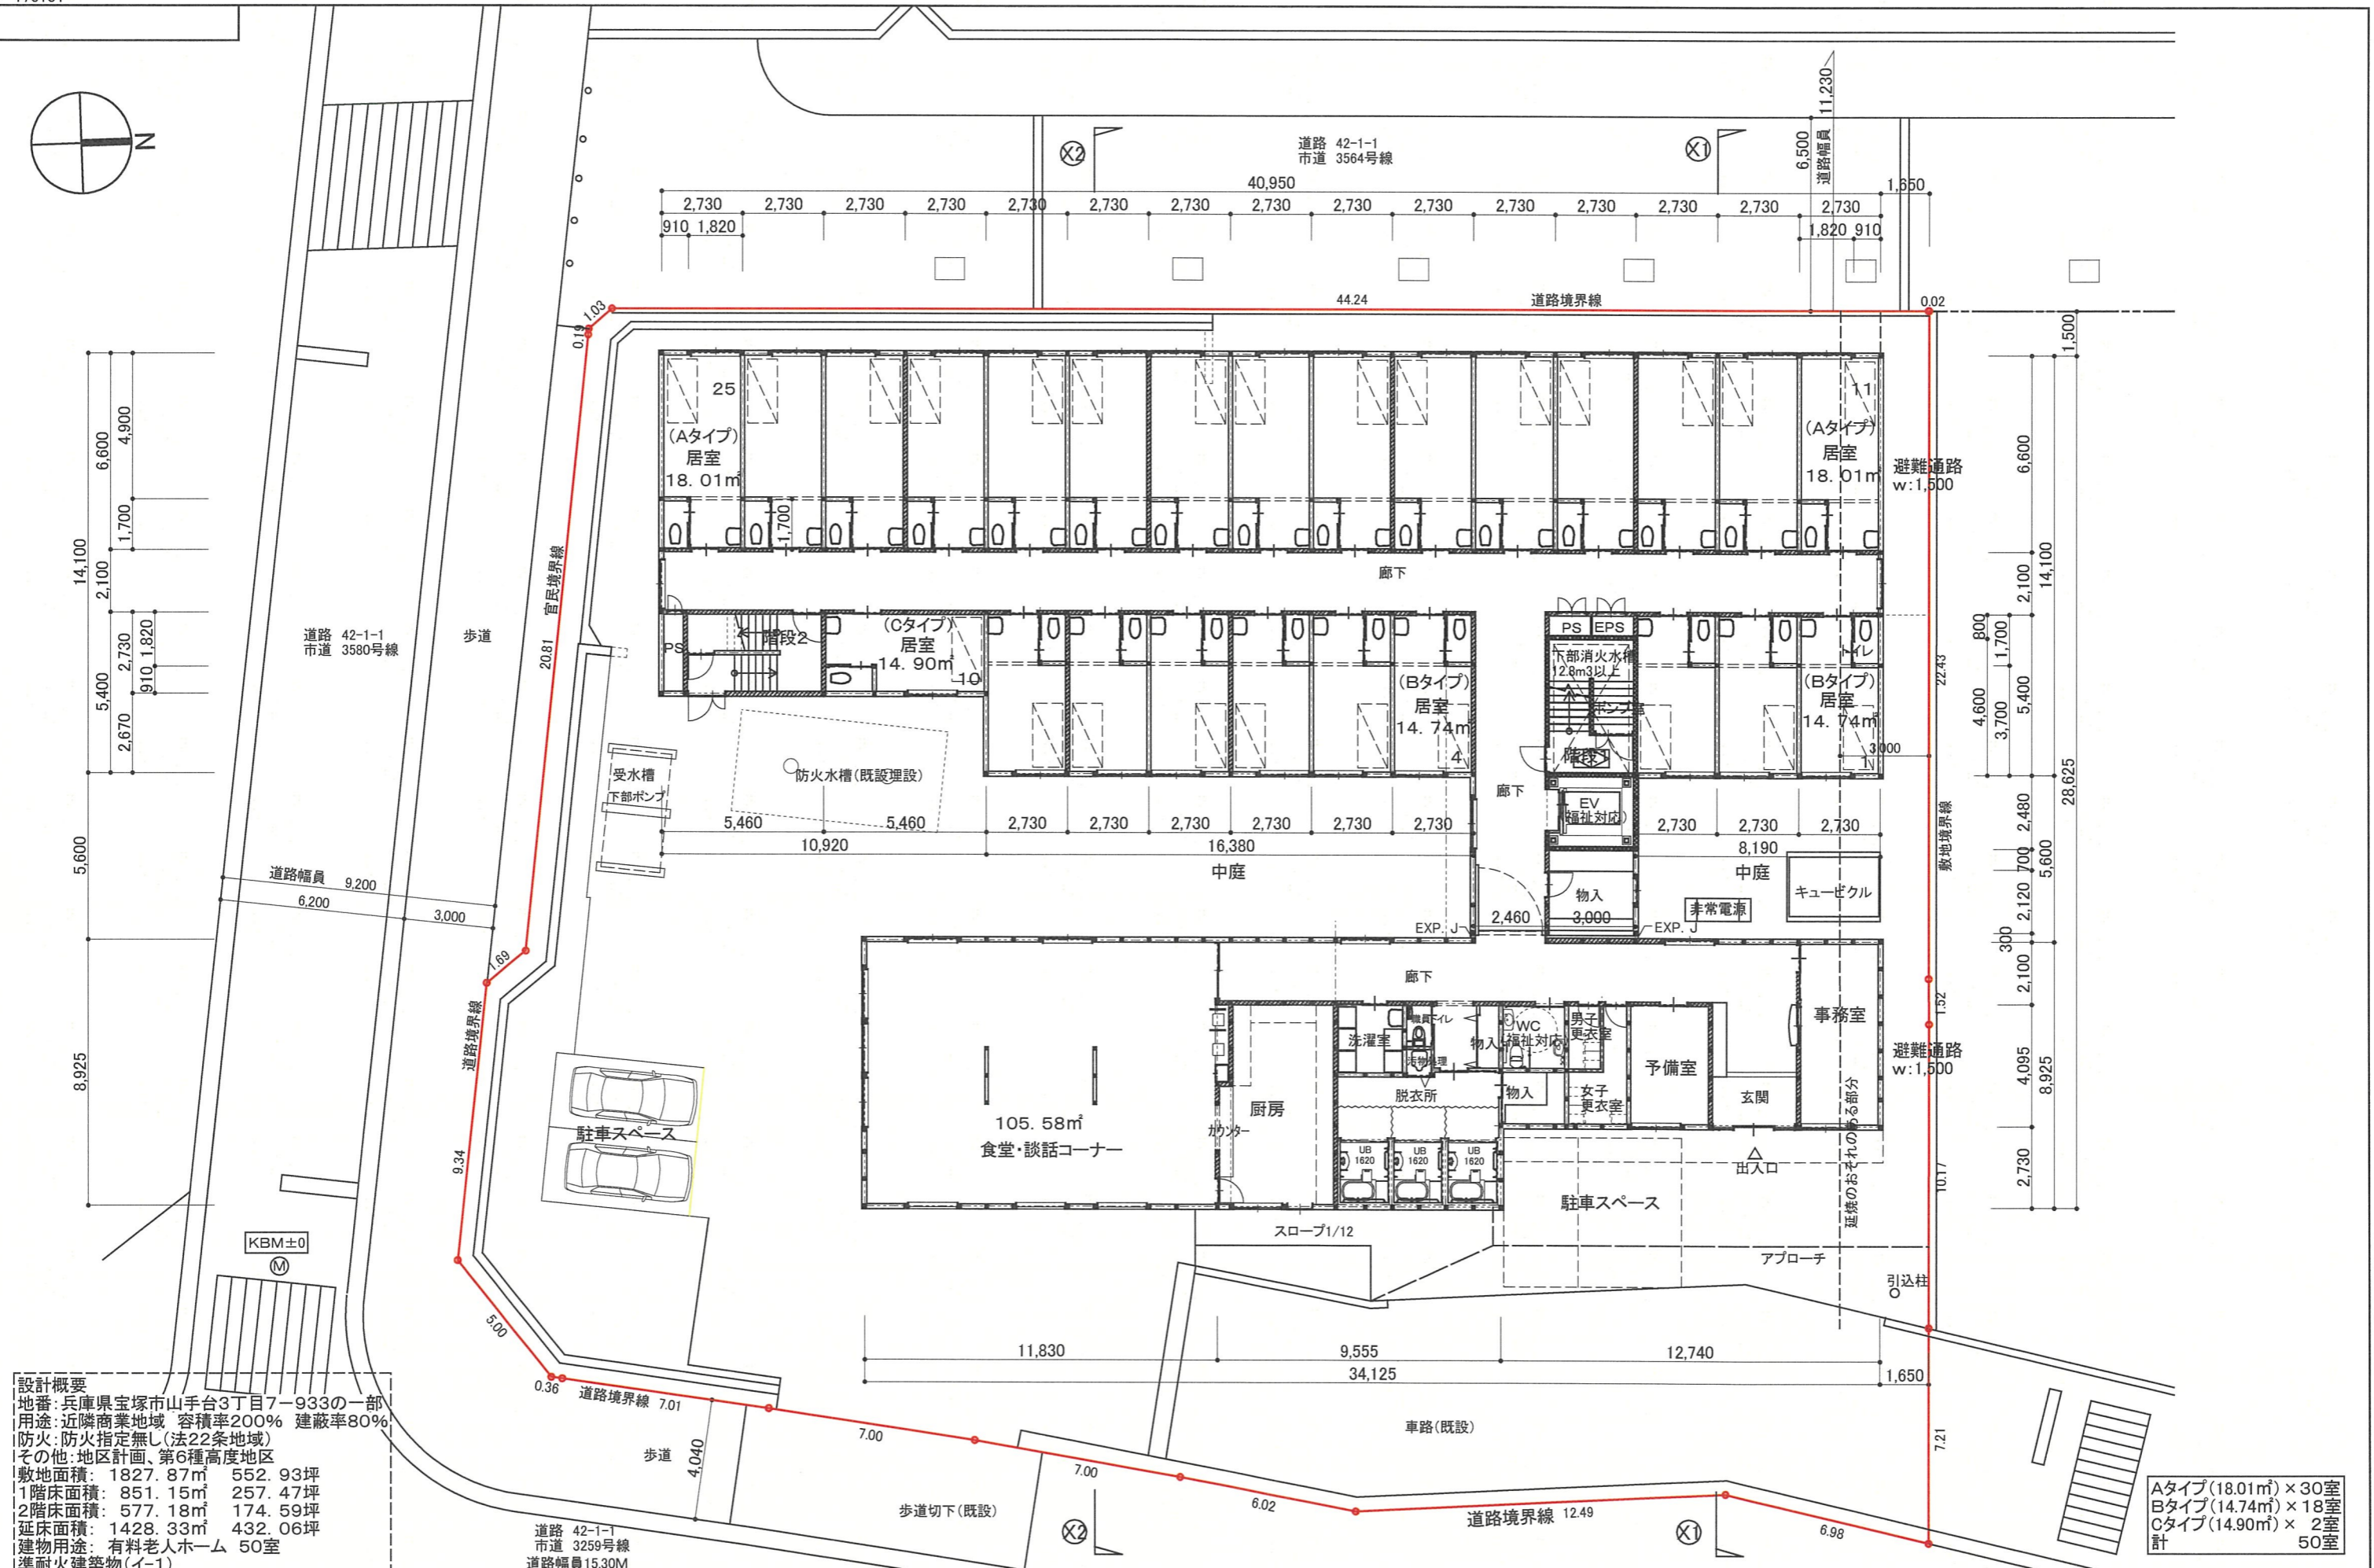 N
道路 42-1-1
市道 3564号線
X2
X1
6,500
道路幅員
11,230
40,950
1,650
2,730 2,730 2,730 2,730 2,730 2,730 2,730 2,730 2,730 2,730 2,730 2,730 2,730 2,730 2,730
910 1,820
1,820 910
1.03
44.24
道路境界線
0.02
0.19
1,500
25
11
(Aタイプ)
居室
18.01㎡
(Aタイプ)
居室
18.01㎡
避難通路
w:1,500
4,900
6,600
1,700
14,100
2,100
2,730
1,820
910
5,400
2,670
5,600
8,925
1,700
官民境界線
20.81
廊下
道路 42-1-1
市道 3580号線
歩道
PS
階段2
(Cタイプ)
居室
14.90㎡
10
PS
EPS
下部消火水槽
12.8m3以上
ポンプ室
階段1
トイレ
(Bタイプ)
居室
14.74㎡
4
(Bタイプ)
居室
14.74㎡
1
3,000
6,600
2,100
14,100
800
1,700
4,600
3,700
5,400
28,625
2,480
700
5,600
2,120
300
2,100
4,095
8,925
2,730
22.43
敷地境界線
受水槽
下部ポンプ
防火水槽(既設埋設)
廊下
EV
(福祉対応)
5,460 5,460 2,730 2,730 2,730 2,730 2,730 2,730
2,730 2,730 2,730
10,920
16,380
8,190
中庭
中庭
キュービクル
非常電源
物入
2,460
3,000
EXP. J
EXP. J
道路幅員 9,200
6,200
3,000
1.69
道路境界線
9.34
廊下
事務室
1.52
避難通路
w:1,500
洗濯室
職員トイレ
汚物処理
物入
WC
(福祉対応)
男子
更衣室
予備室
玄関
物入
女子
更衣室
脱衣所
厨房
カウンター
105.58㎡
食堂・談話コーナー
UB
1620
UB
1620
UB
1620
出入口
延焼のおそれのある部分
10.17
駐車スペース
駐車スペース
スロープ1/12
アプローチ
引込柱
KBM±0
M
5.00
11,830
9,555
12,740
34,125
1,650
0.36
道路境界線 7.01
7.00
7.00
6.02
道路境界線 12.49
6.98
7.21
車路(既設)
歩道
4,040
歩道切下(既設)
X2
X1
道路 42-1-1
市道 3259号線
道路幅員15.30M
設計概要
地番:兵庫県宝塚市山手台3丁目7-933の一部
用途:近隣商業地域 容積率200% 建蔽率80%
防火:防火指定無し(法22条地域)
その他:地区計画、第6種高度地区
敷地面積: 1827.87㎡ 552.93坪
1階床面積: 851.15㎡ 257.47坪
2階床面積: 577.18㎡ 174.59坪
延床面積: 1428.33㎡ 432.06坪
建物用途: 有料老人ホーム 50室
準耐火建築物(イ-1)
Aタイプ(18.01㎡)×30室
Bタイプ(14.74㎡)×18室
Cタイプ(14.90㎡)× 2室
計 50室